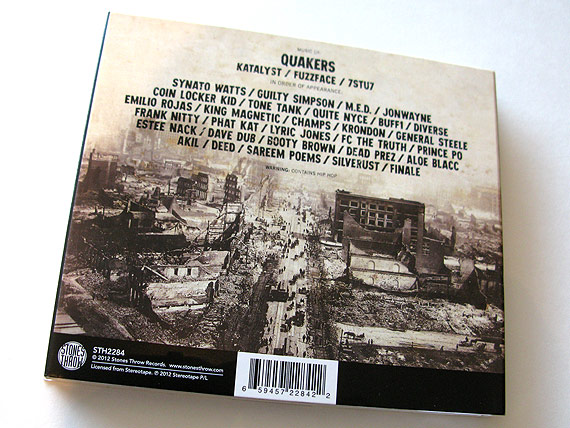 MUSIC BY:
QUAKERS
KATALYST / FUZZFACE / 7STU7
IN ORDER OF APPEARANCE:
SYNATO WATTS / GUILTY SIMPSON / M.E.D. / JONWAYNE
COIN LOCKER KID / TONE TANK / QUITE NYCE / BUFF1 / DIVERSE
EMILIO ROJAS / KING MAGNETIC / CHAMPS / KRONDON / GENERAL STEELE
FRANK NITTY / PHAT KAT / LYRIC JONES / FC THE TRUTH / PRINCE PO
ESTEE NACK / DAVE DUB / BOOTY BROWN / DEAD PREZ / ALOE BLACC
AKIL / DEED / SAREEM POEMS / SILVERUST / FINALE
WARNING: CONTAINS HIP HOP
STONES THROW
STH2284
© 2012 Stones Throw Records, www.stonesthrow.com
Licensed from Stereotape. ℗ 2012 Stereotape P/L
6 59457 22842 2